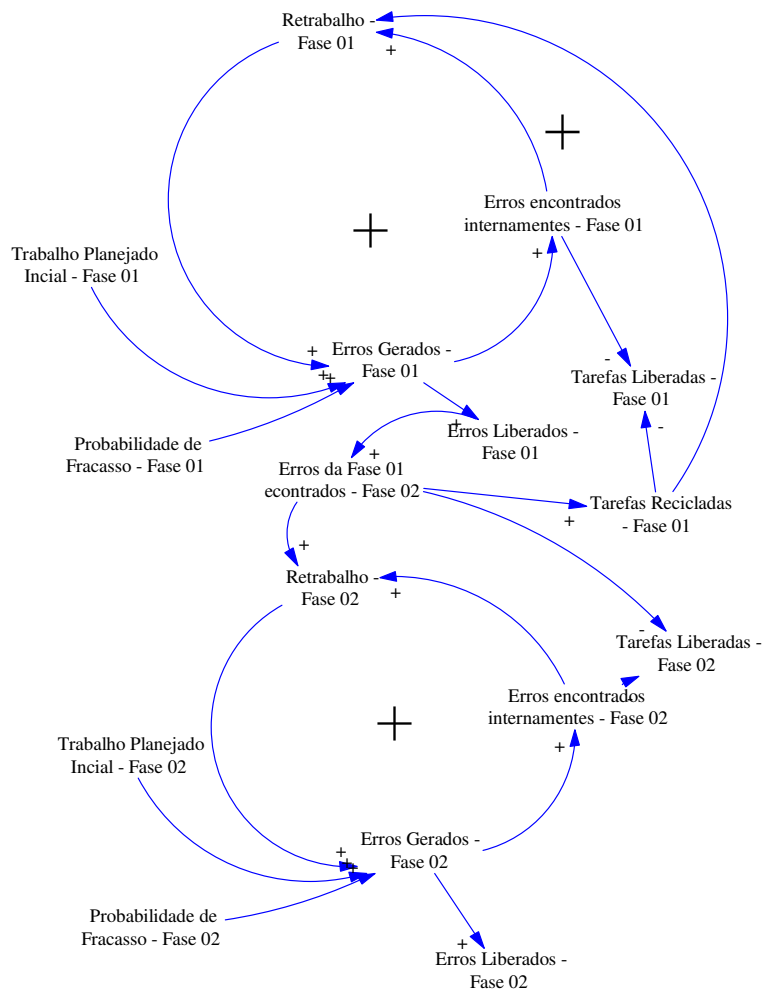 Retrabalho -
Fase 01
+
+
Erros encontrados
internamentes - Fase 01
+
+
Trabalho Planejado
Incial - Fase 01
+
Erros Gerados -
Fase 01
+
+
-
Tarefas Liberadas -
Fase 01
-
Probabilidade de
Fracasso - Fase 01
+
Erros Liberados -
Fase 01
+
Erros da Fase 01
econtrados - Fase 02
Tarefas Recicladas
- Fase 01
+
+
Retrabalho -
Fase 02
+
-
Tarefas Liberadas -
Fase 02
Erros encontrados
internamentes - Fase 02
-
+
+
Trabalho Planejado
Incial - Fase 02
+
+
+
Erros Gerados -
Fase 02
Probabilidade de
Fracasso - Fase 02
+
Erros Liberados -
Fase 02